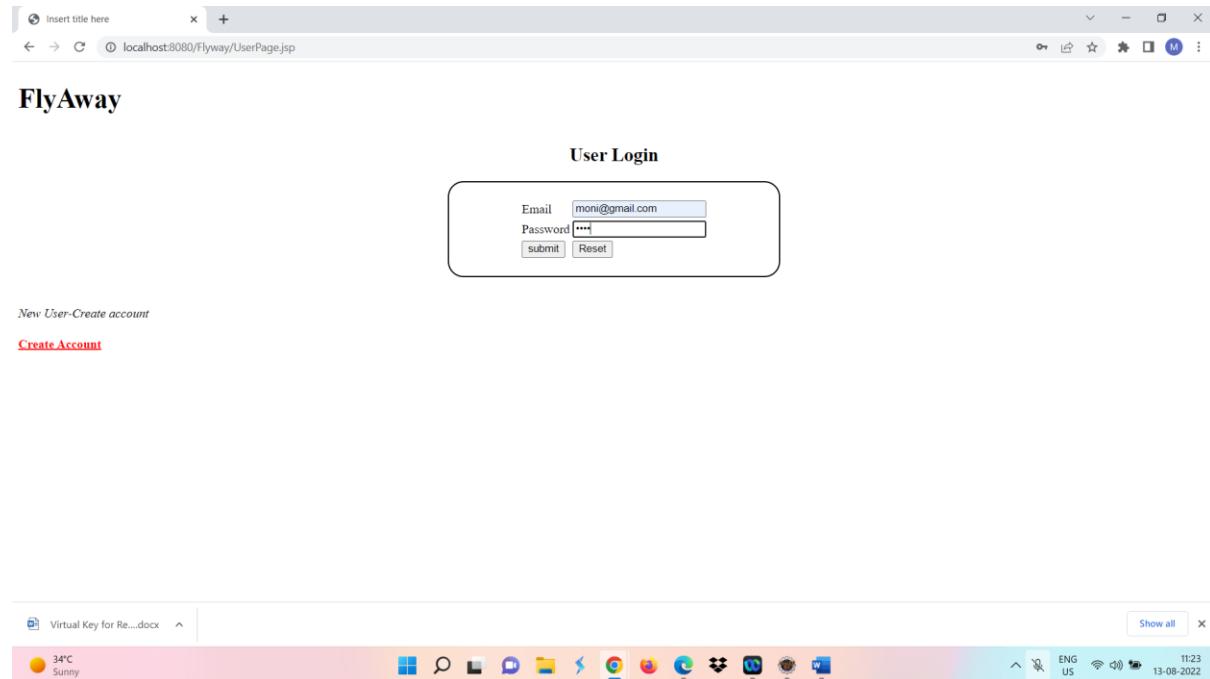 Insert title here
localhost:8080/Flyway/UserPage.jsp
M
FlyAway
User Login
Email moni@gmail.com
Password ••••
submit Reset
New User-Create account
Create Account
Virtual Key for Re....docx
Show all
34°C
Sunny
ENG
US
11:23
13-08-2022